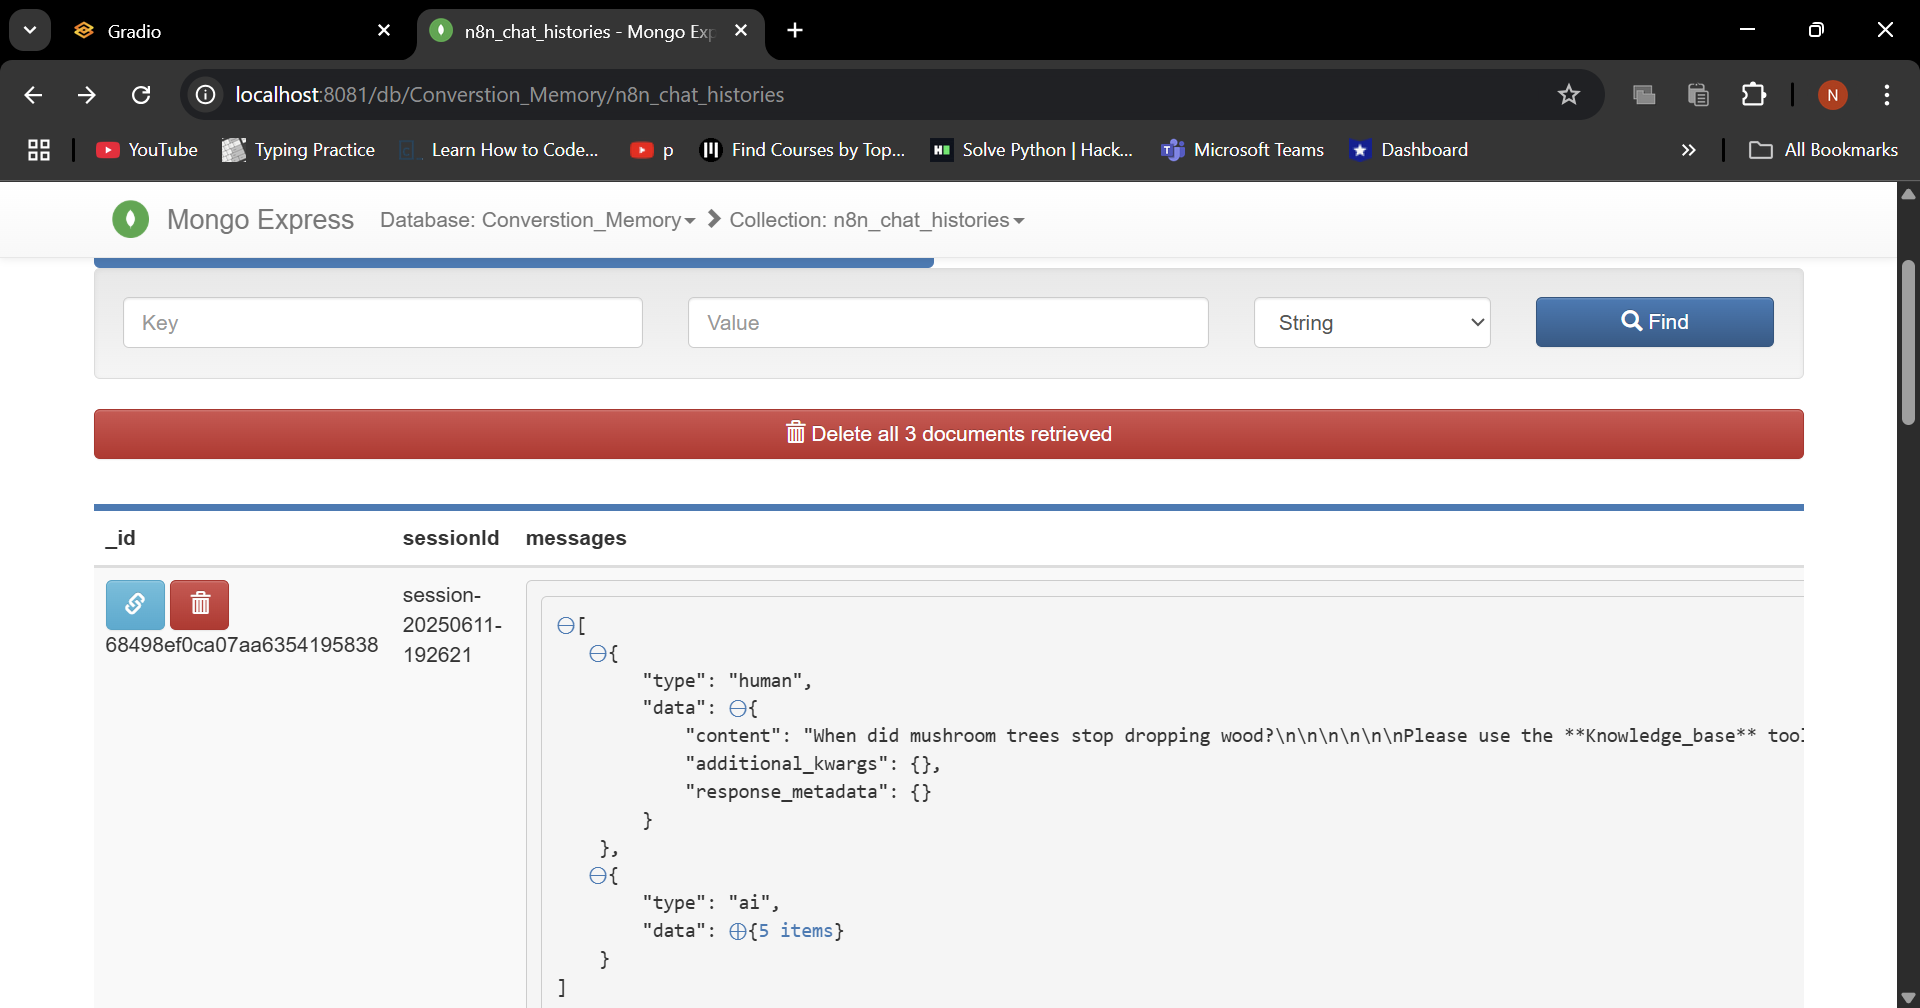 Gradio
n8n_chat_histories - Mongo Exp
localhost:8081/db/Converstion_Memory/n8n_chat_histories
N
YouTube
Typing Practice
Learn How to Code...
p
Find Courses by Top...
Solve Python | Hack...
Microsoft Teams
Dashboard
All Bookmarks
Mongo Express
Database: Converstion_Memory
Collection: n8n_chat_histories
Key
Value
String
Find
Delete all 3 documents retrieved
_id
sessionId
messages
68498ef0ca07aa6354195838
session-
20250611-
192621
[
{
"type": "human",
"data": {
"content": "When did mushroom trees stop dropping wood?\n\n\n\n\n\nPlease use the **Knowledge_base** tool
"additional_kwargs": {},
"response_metadata": {}
}
},
{
"type": "ai",
"data": {5 items}
}
]